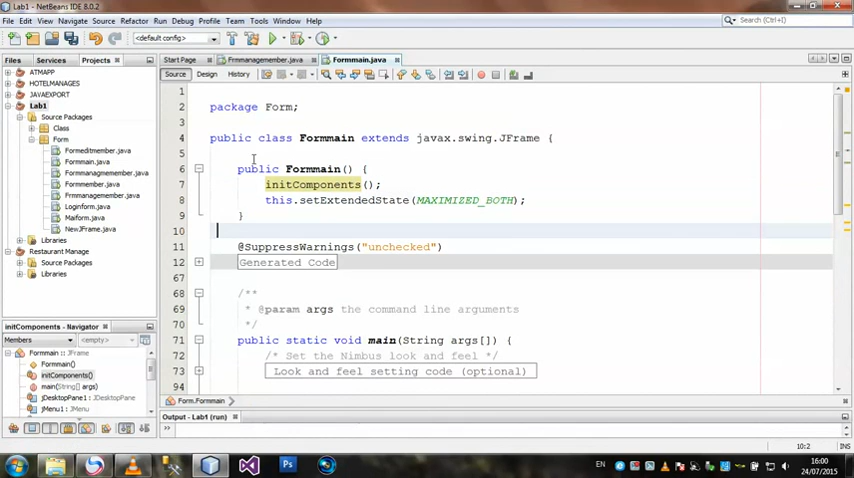 Lab1 - NetBeans IDE 8.0.2
File Edit View Navigate Source Refactor Run Debug Profile Team Tools Window Help
Search (Ctrl+I)
<default config>
Files Services Projects
Start Page Frmmanagemember.java Formmain.java
Source Design History
ATMAPP
HOTELMANAGES
JAVAEXPORT
Lab1
Source Packages
Class
Form
Formeditmember.java
Formmain.java
Formmanagmember.java
Formmember.java
Frmmanagemember.java
Loginform.java
Maiform.java
NewJFrame.java
Libraries
Restaurant Manage
Source Packages
Libraries
1
2 package Form;
3
4 public class Formmain extends javax.swing.JFrame {
5
6 public Formmain() {
7 initComponents();
8 this.setExtendedState(MAXIMIZED_BOTH);
9 }
10
11 @SuppressWarnings("unchecked")
12 Generated Code
67
68 /**
69 * @param args the command line arguments
70 */
71 public static void main(String args[]) {
72 /* Set the Nimbus look and feel */
73 Look and feel setting code (optional)
94
initComponents - Navigator
Members <empty>
Formmain :: JFrame
Formmain()
initComponents()
main(String[] args)
jDesktopPane1 : JDesktopPane
jMenu1 : JMenu
Form.Formmain
Output - Lab1 (run)
10:2 INS
EN
16:00
24/07/2015